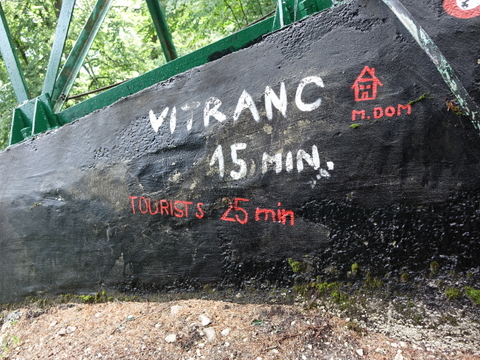 VITRANC
M.DOM
15 MIN.
TOURISTS 25 min